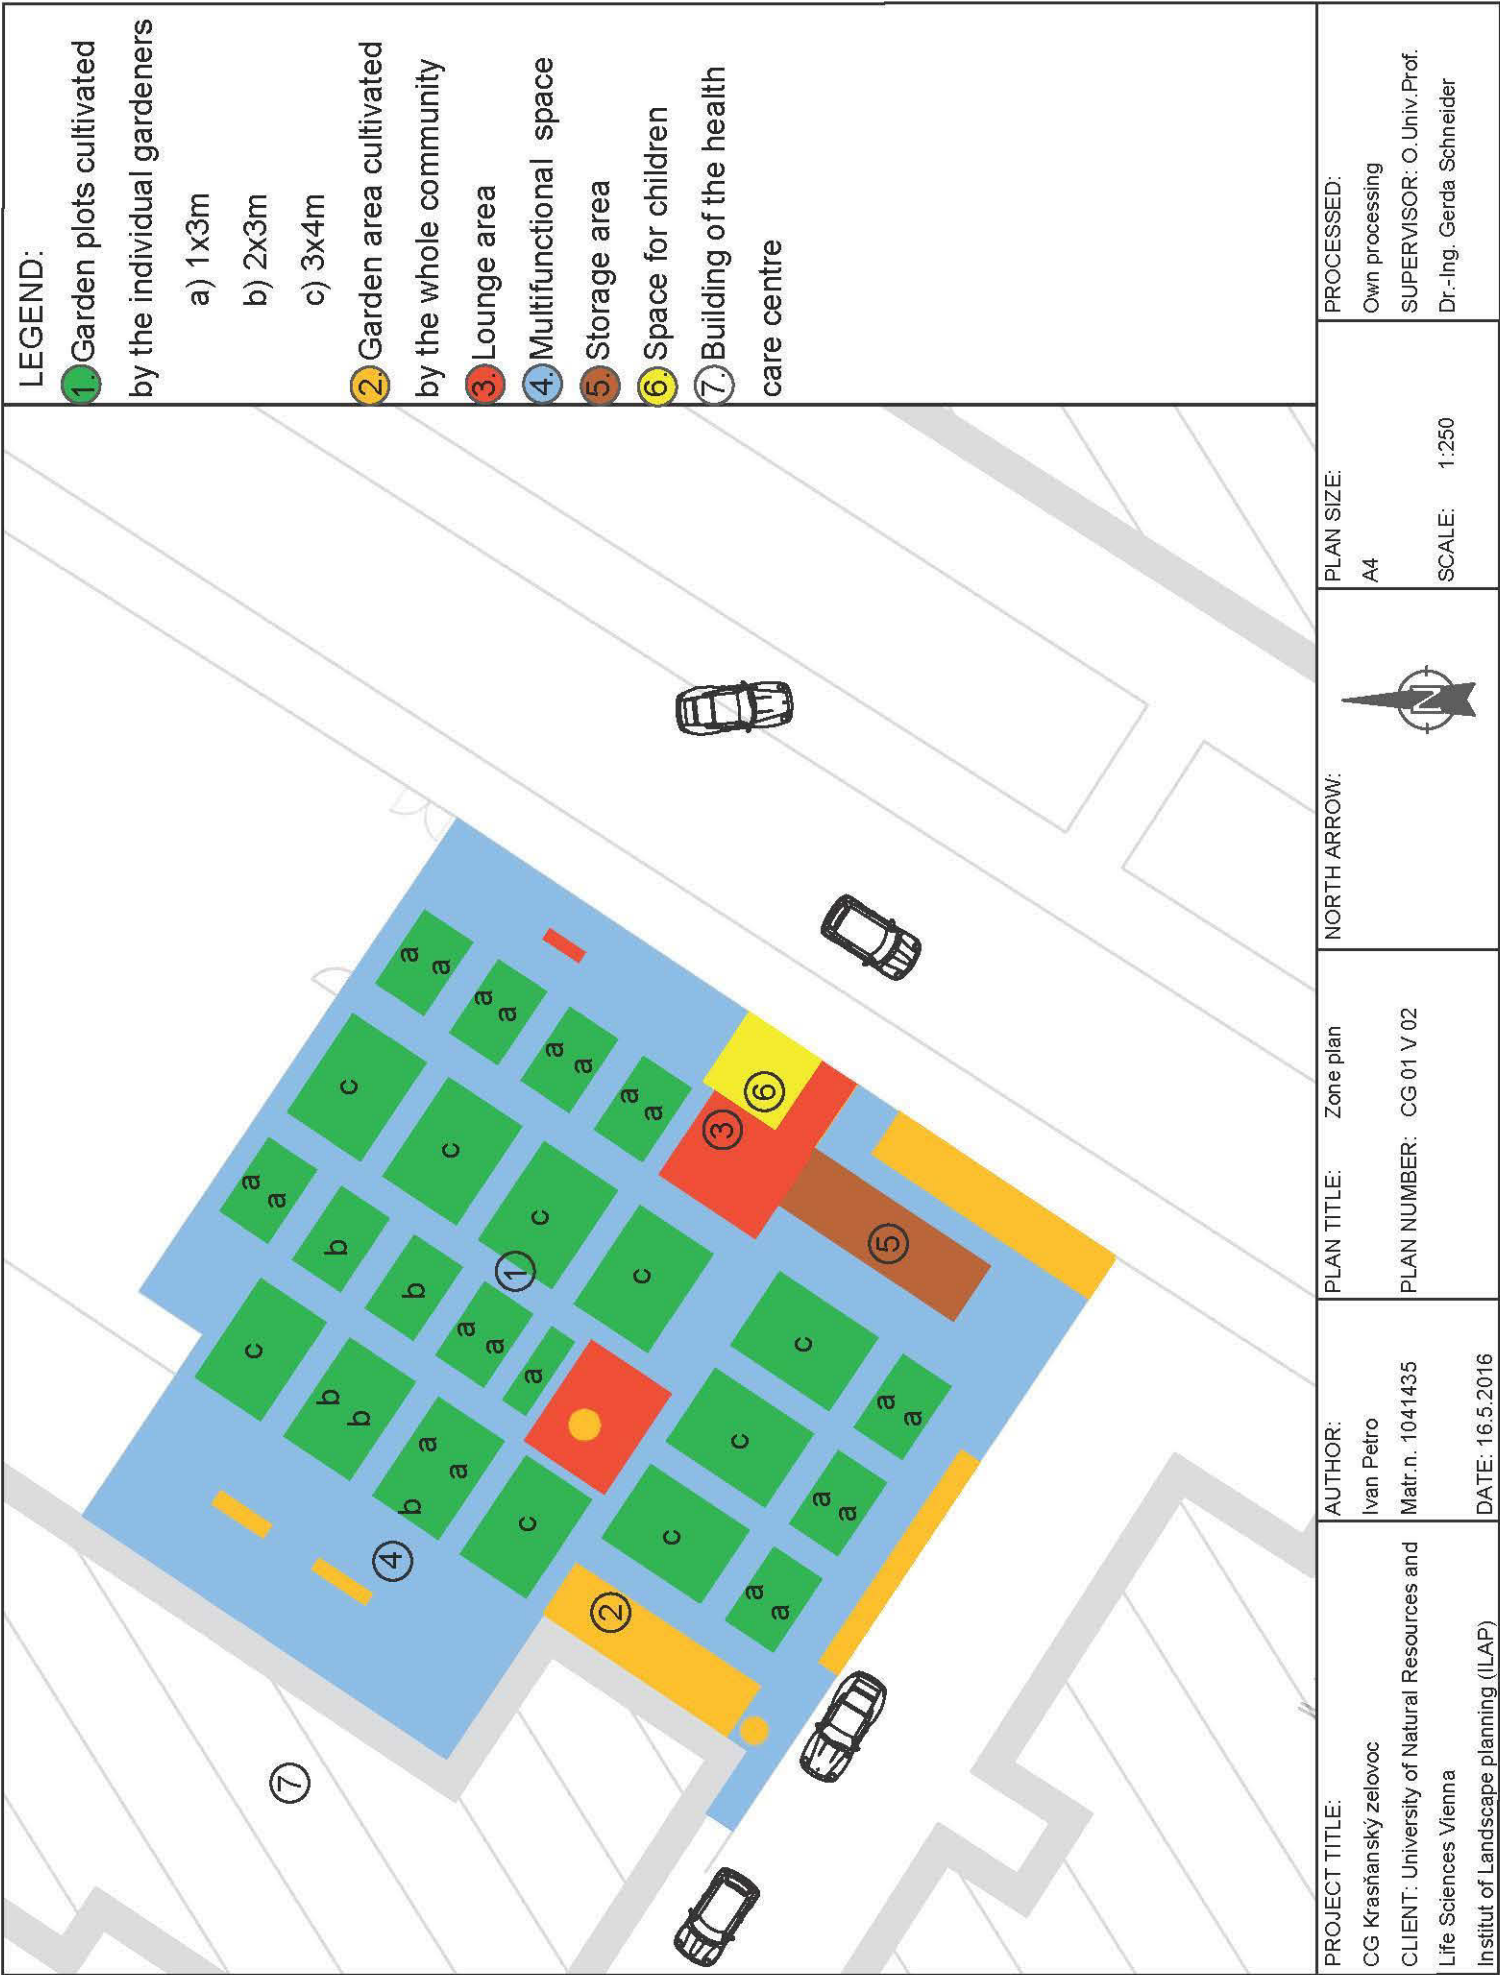 a
c
a
7
b
b
c
b
4
a
b
b
a
a
c
a
a
a
a
a
1
c
a
c
a
a
2
a
c
a
c
3
c
a
6
a
c
a
a
a
5
a
LEGEND:
1. Garden plots cultivated
by the individual gardeners
a) 1x3m
b) 2x3m
c) 3x4m
2. Garden area cultivated
by the whole community
3. Lounge area
4. Multifunctional space
5. Storage area
6. Space for children
7. Building of the health
care centre
PROJECT TITLE:
CG Krasňanský zelovoc
CLIENT: University of Natural Resources and
Life Sciences Vienna
Institut of Landscape planning (ILAP)
AUTHOR:
Ivan Petro
Matr.n. 1041435
DATE: 16.5.2016
PLAN TITLE: Zone plan
PLAN NUMBER: CG 01 V 02
NORTH ARROW:
N
PLAN SIZE:
A4
SCALE: 1:250
PROCESSED:
Own processing
SUPERVISOR: O.Univ.Prof.
Dr.-Ing. Gerda Schneider